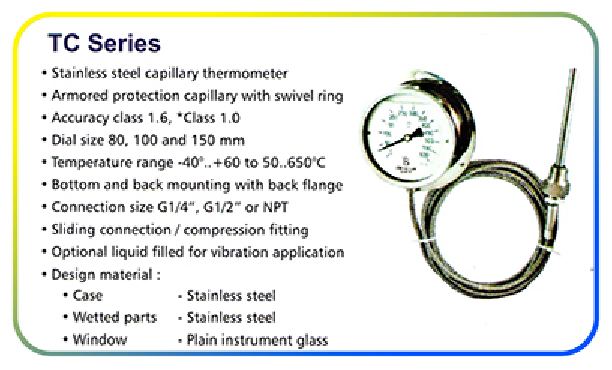 TC Series
• Stainless steel capillary thermometer
• Armored protection capillary with swivel ring
• Accuracy class 1.6, *Class 1.0
• Dial size 80, 100 and 150 mm
• Temperature range -40°..+60 to 50..650°C
• Bottom and back mounting with back flange
• Connection size G1/4", G1/2" or NPT
• Sliding connection / compression fitting
• Optional liquid filled for vibration application
• Design material :
• Case - Stainless steel
• Wetted parts - Stainless steel
• Window - Plain instrument glass